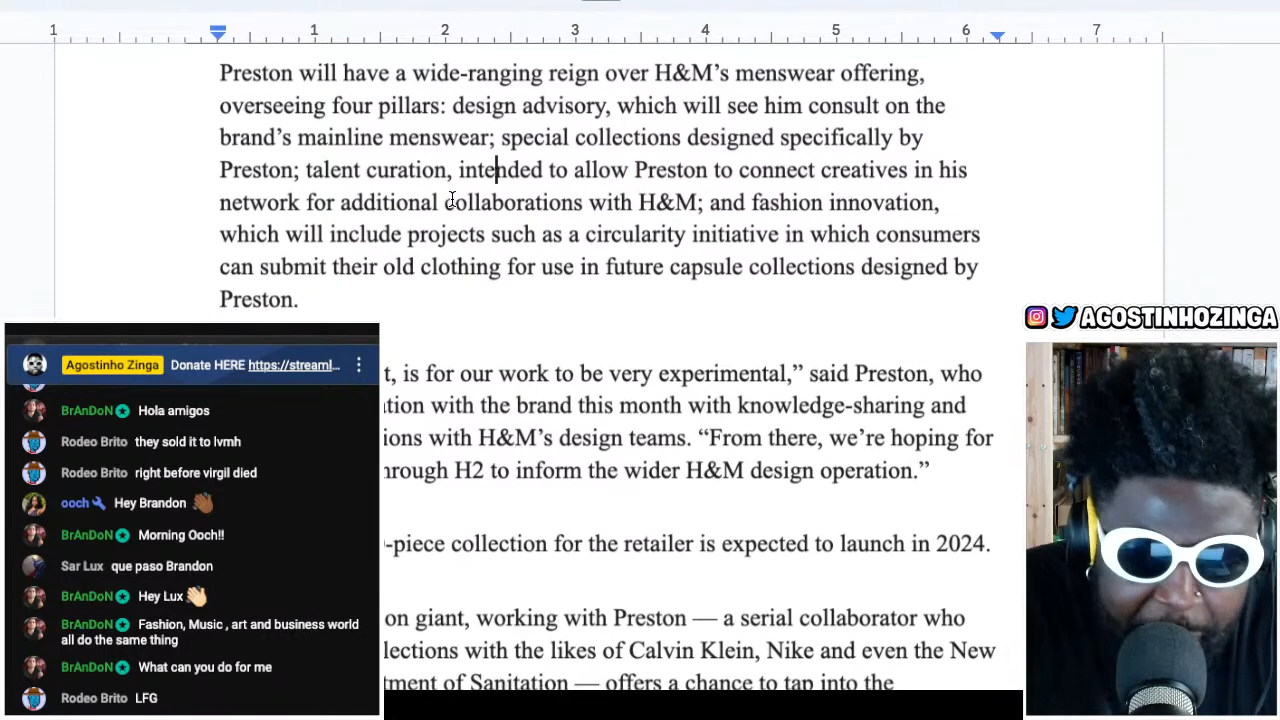 1 1 2 3 4 5 6 7
Preston will have a wide-ranging reign over H&M’s menswear offering,
overseeing four pillars: design advisory, which will see him consult on the
brand’s mainline menswear; special collections designed specifically by
Preston; talent curation, intended to allow Preston to connect creatives in his
network for additional collaborations with H&M; and fashion innovation,
which will include projects such as a circularity initiative in which consumers
can submit their old clothing for use in future capsule collections designed by
Preston.
t, is for our work to be very experimental,” said Preston, who
tion with the brand this month with knowledge-sharing and
ions with H&M’s design teams. “From there, we’re hoping for
hrough H2 to inform the wider H&M design operation.”
-piece collection for the retailer is expected to launch in 2024.
on giant, working with Preston — a serial collaborator who
lections with the likes of Calvin Klein, Nike and even the New
tment of Sanitation — offers a chance to tap into the
Agostinho Zinga Donate HERE https://streaml...
BrAnDoN Hola amigos
Rodeo Brito they sold it to lvmh
Rodeo Brito right before virgil died
ooch Hey Brandon
BrAnDoN Morning Ooch!!
Sar Lux que paso Brandon
BrAnDoN Hey Lux
BrAnDoN Fashion, Music , art and business world
all do the same thing
BrAnDoN What can you do for me
Rodeo Brito LFG
AGOSTINHOZINGA